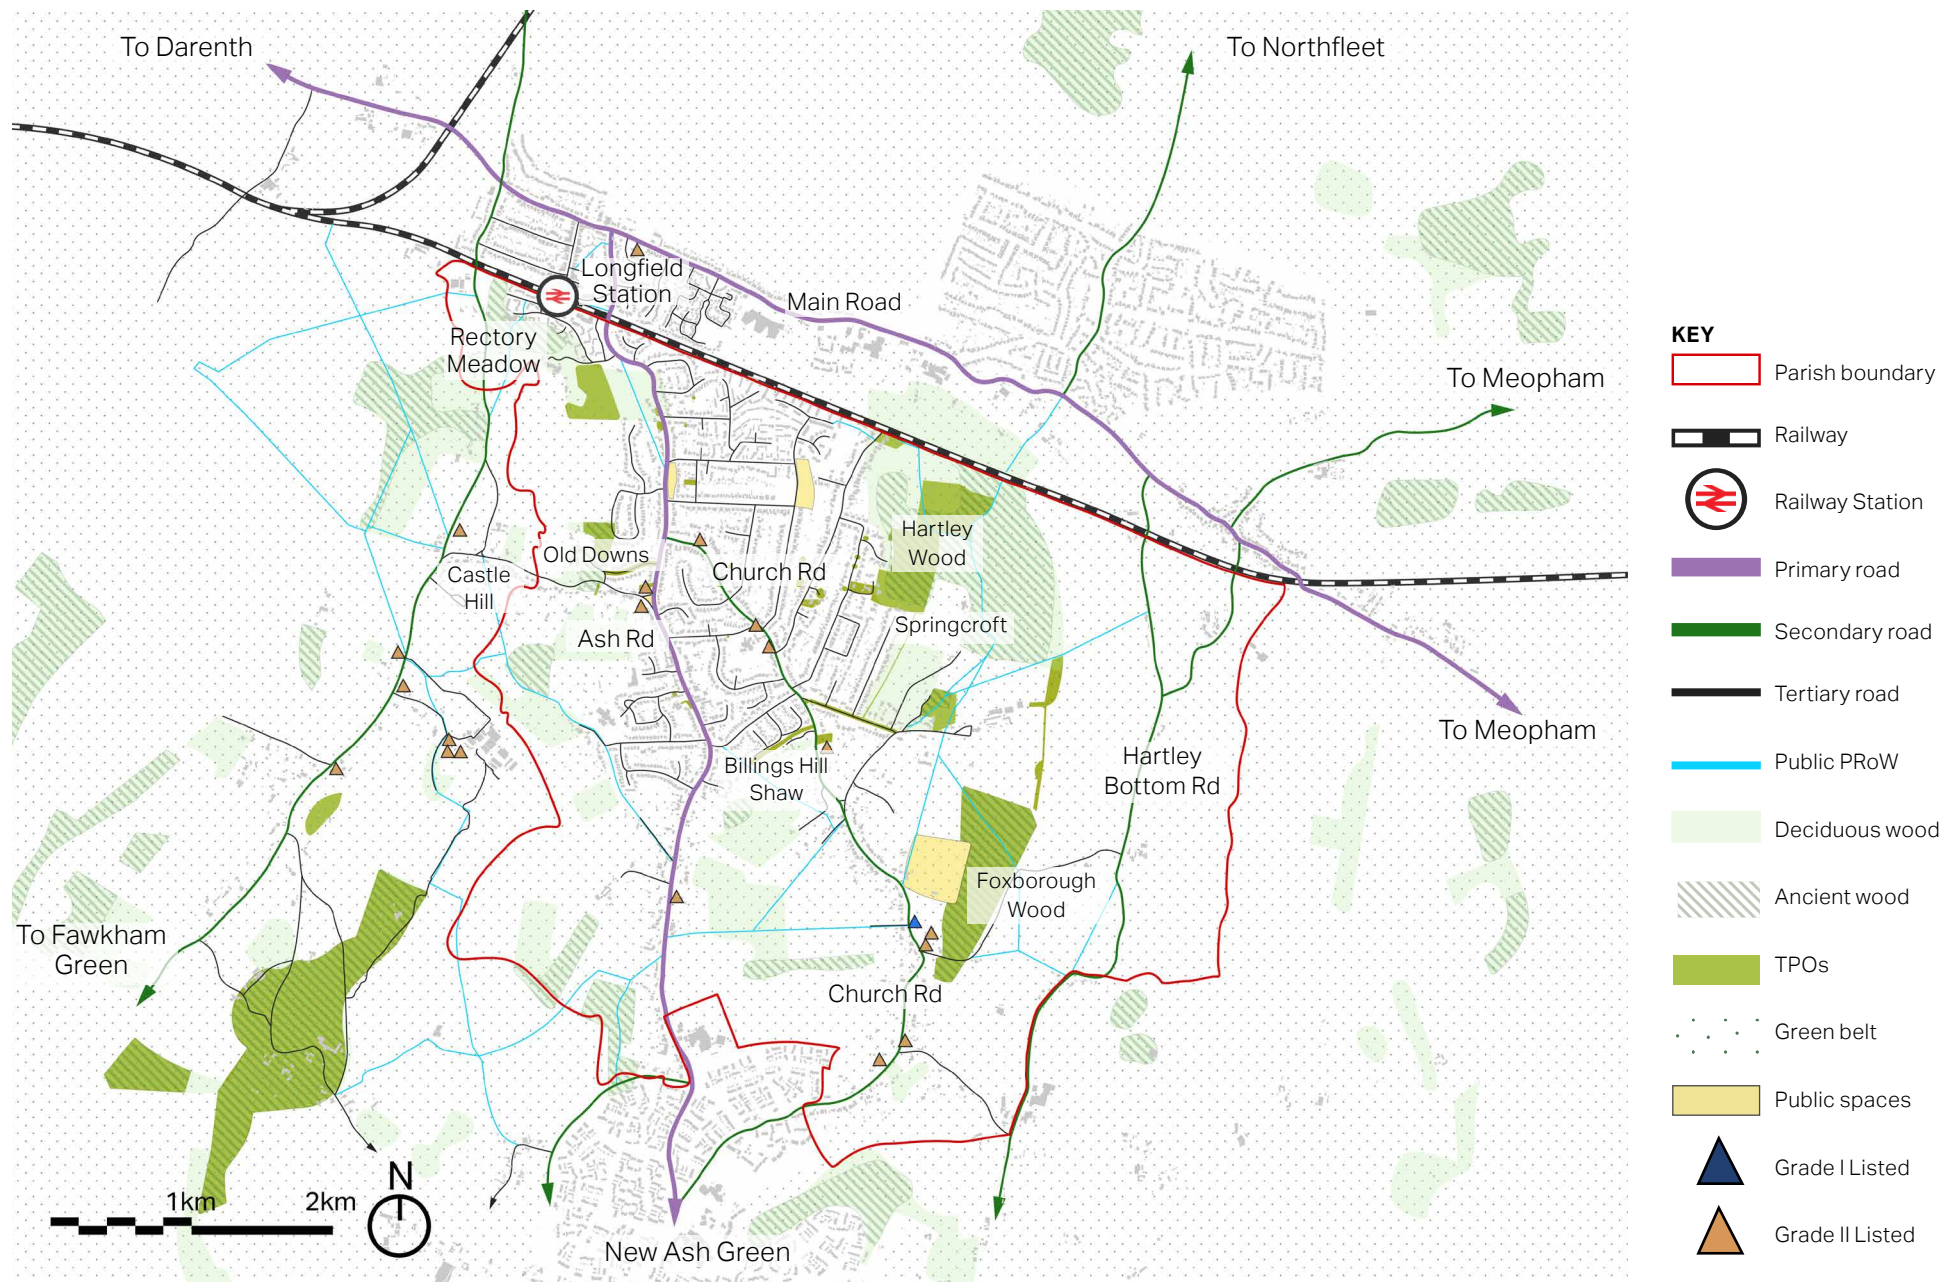 To Darenth
To Northfleet
Longfield
Station
Main Road
Rectory
Meadow
To Meopham
Hartley
Wood
Old Downs
Church Rd
Castle
Hill
Springcroft
Ash Rd
To Meopham
Hartley
Bottom Rd
Billings Hill
Shaw
Foxborough
Wood
To Fawkham
Green
Church Rd
N
1km
2km
New Ash Green
KEY
Parish boundary
Railway
Railway Station
Primary road
Secondary road
Tertiary road
Public PRoW
Deciduous wood
Ancient wood
TPOs
Green belt
Public spaces
Grade I Listed
Grade II Listed